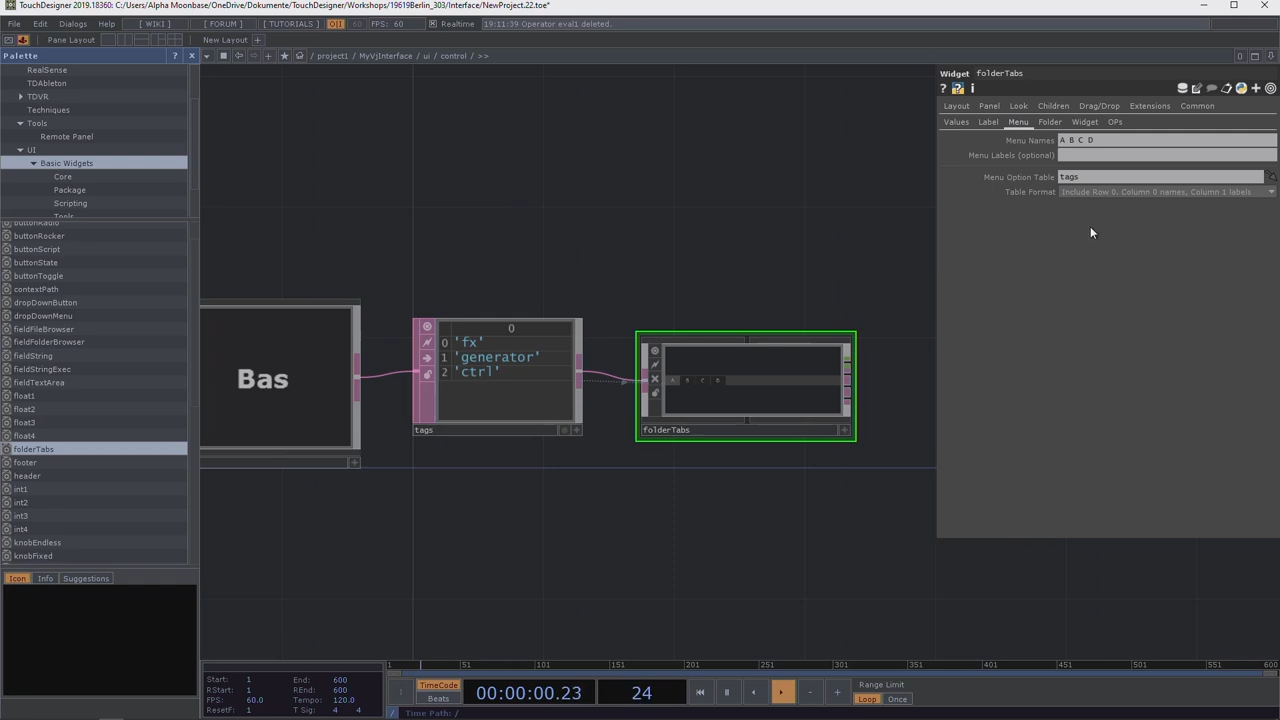 TouchDesigner 2019.18360: C:/Users/Alpha Moonbase/OneDrive/Dokumente/TouchDesigner/Workshops/19619Berlin_303/Interface/NewProject.22.toe*
File Edit Dialogs Help [ WIKI ] [ FORUM ] [ TUTORIALS ] O|I FPS: 60 Realtime 19:11:39 Operator eval1 deleted.
Pane Layout New Layout +
Palette ? x / project1 / MyVjInterface / ui / control / >> 0
RealSense
TDAbleton
TDVR
Techniques
Tools
Remote Panel
UI
Basic Widgets
Core
Package
Scripting
Tools
buttonRadio
buttonRocker
buttonScript
buttonState
buttonToggle
contextPath
dropDownButton
dropDownMenu
fieldFileBrowser
fieldFolderBrowser
fieldString
fieldStringExec
fieldTextArea
float1
float2
float3
float4
folderTabs
footer
header
int1
int2
int3
int4
knobEndless
knobFixed
Icon Info Suggestions
Bas
0
0 'fx'
1 'generator'
2 'ctrl'
tags
A B C D
folderTabs
Widget folderTabs
? ? i
Layout Panel Look Children Drag/Drop Extensions Common
Values Label Menu Folder Widget OPs
Menu Names A B C D
Menu Labels (optional)
Menu Option Table tags
Table Format Include Row 0, Column 0 names, Column 1 labels
1 51 101 151 201 251 301 351 401 451 501 551 600
Start: 1 End: 600
RStart: 1 REnd: 600
FPS: 60.0 Tempo: 120.0
ResetF: 1 T Sig: 4 4
TimeCode
Beats
00:00:00.23 24 - +
Range Limit
Loop Once
/ Time Path: /